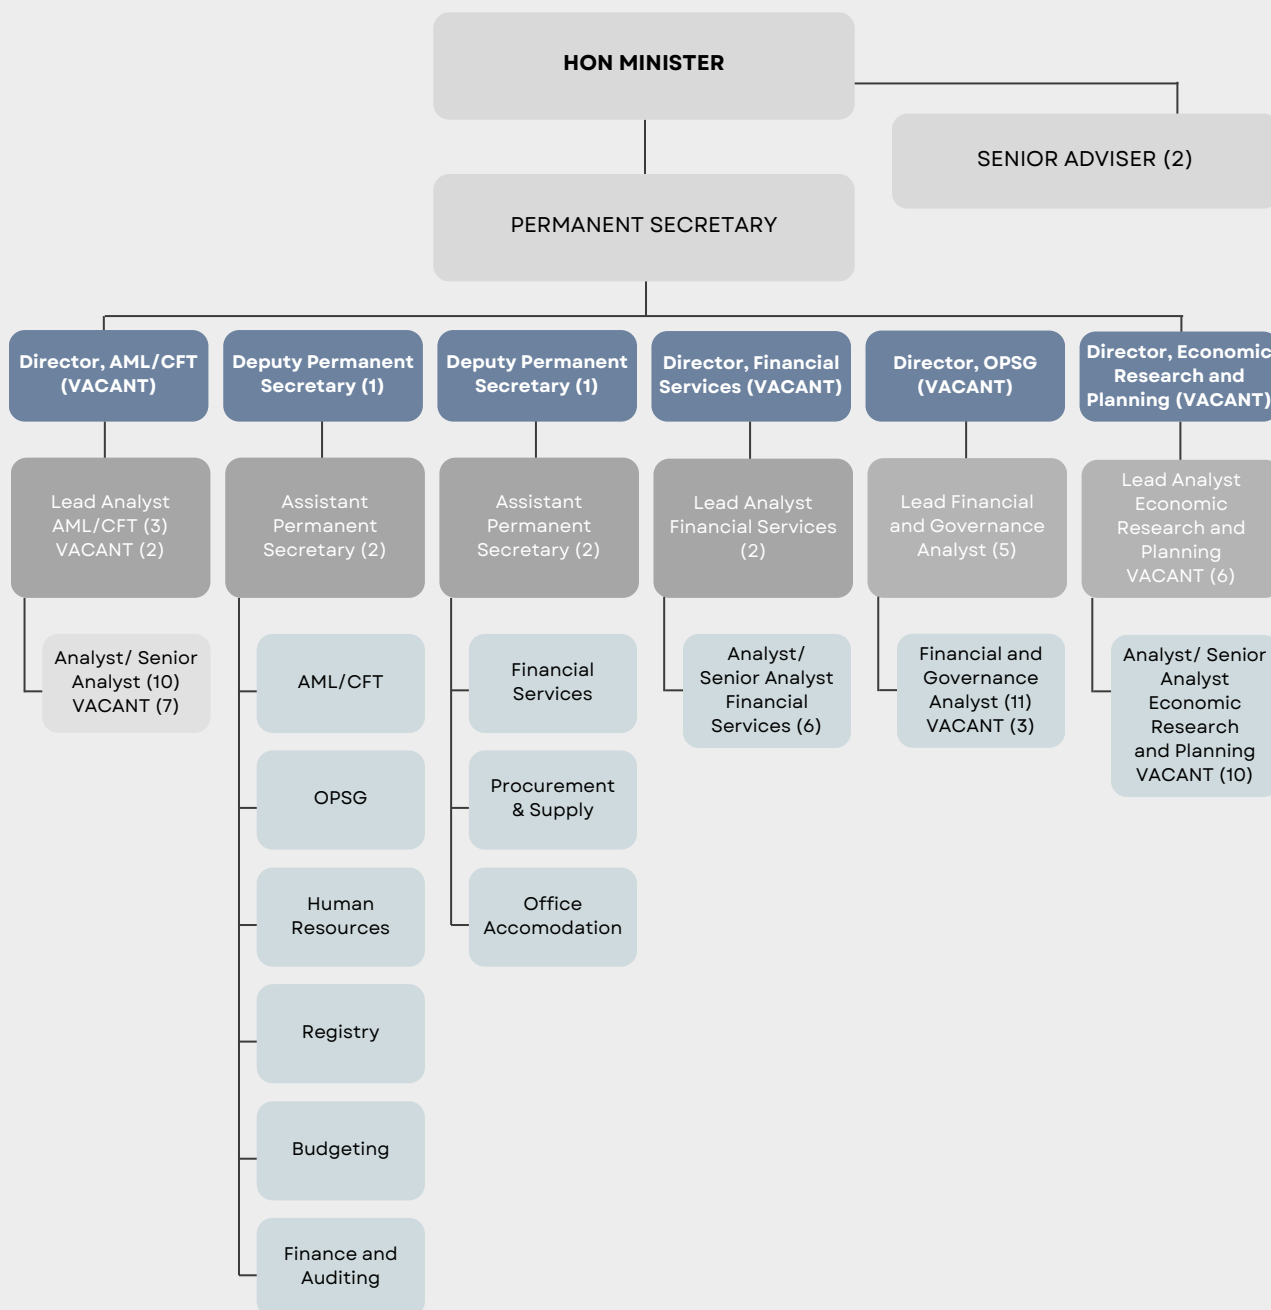 HON MINISTER
SENIOR ADVISER (2)
PERMANENT SECRETARY
Director, AML/CFT
(VACANT)
Deputy Permanent
Secretary (1)
Deputy Permanent
Secretary (1)
Director, Financial
Services (VACANT)
Director, OPSG
(VACANT)
Director, Economic
Research and
Planning (VACANT)
Lead Analyst
AML/CFT (3)
VACANT (2)
Assistant
Permanent
Secretary (2)
Assistant
Permanent
Secretary (2)
Lead Analyst
Financial Services
(2)
Lead Financial
and Governance
Analyst (5)
Lead Analyst
Economic
Research and
Planning
VACANT (6)
Analyst/ Senior
Analyst (10)
VACANT (7)
AML/CFT
OPSG
Human
Resources
Registry
Budgeting
Finance and
Auditing
Financial
Services
Procurement
& Supply
Office
Accomodation
Analyst/
Senior Analyst
Financial
Services (6)
Financial and
Governance
Analyst (11)
VACANT (3)
Analyst/ Senior
Analyst
Economic
Research
and Planning
VACANT (10)